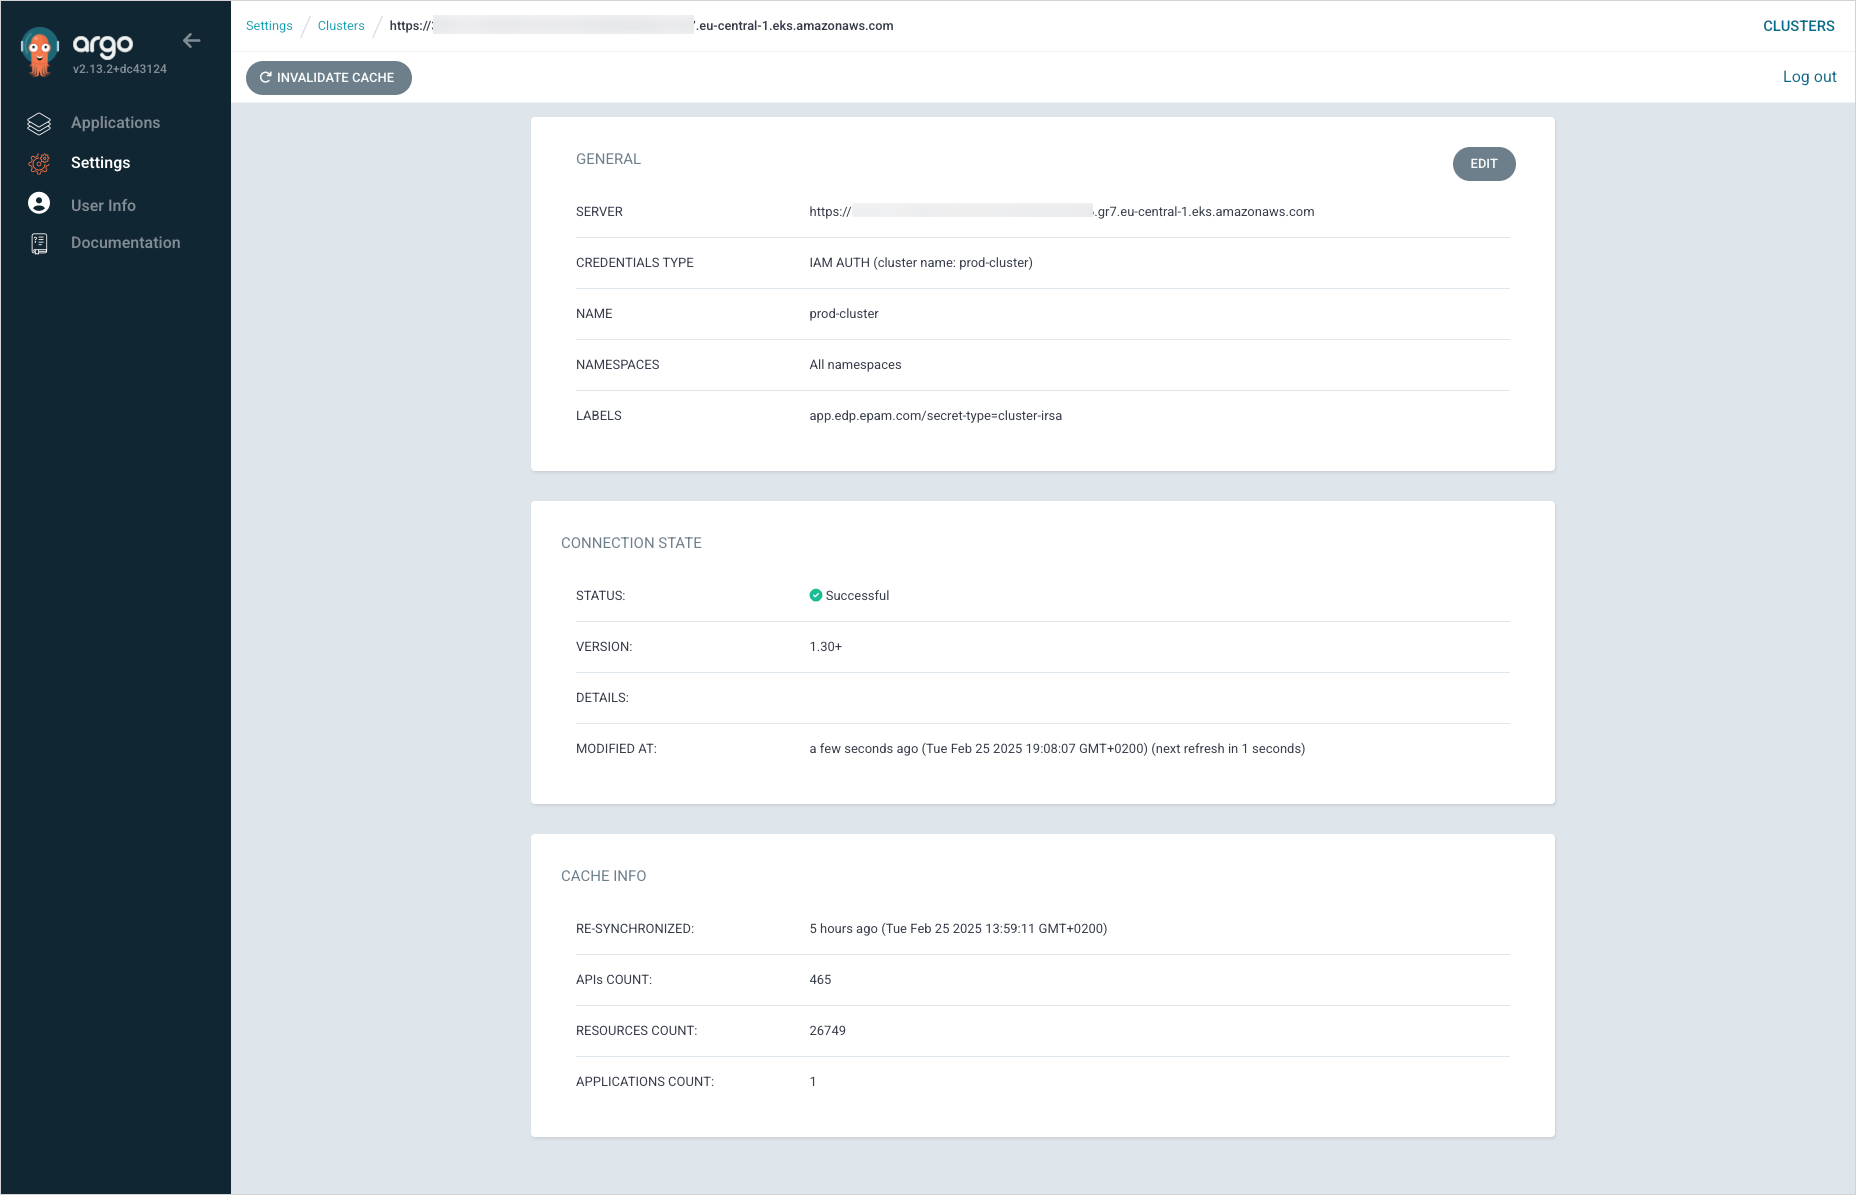 argo
v2.13.2+dc43124
Applications
Settings
User Info
Documentation
Settings / Clusters / https:// .eu-central-1.eks.amazonaws.com
CLUSTERS
INVALIDATE CACHE
Log out
GENERAL
EDIT
SERVER https:// .gr7.eu-central-1.eks.amazonaws.com
CREDENTIALS TYPE IAM AUTH (cluster name: prod-cluster)
NAME prod-cluster
NAMESPACES All namespaces
LABELS app.edp.epam.com/secret-type=cluster-irsa
CONNECTION STATE
STATUS: Successful
VERSION: 1.30+
DETAILS:
MODIFIED AT: a few seconds ago (Tue Feb 25 2025 19:08:07 GMT+0200) (next refresh in 1 seconds)
CACHE INFO
RE-SYNCHRONIZED: 5 hours ago (Tue Feb 25 2025 13:59:11 GMT+0200)
APIs COUNT: 465
RESOURCES COUNT: 26749
APPLICATIONS COUNT: 1